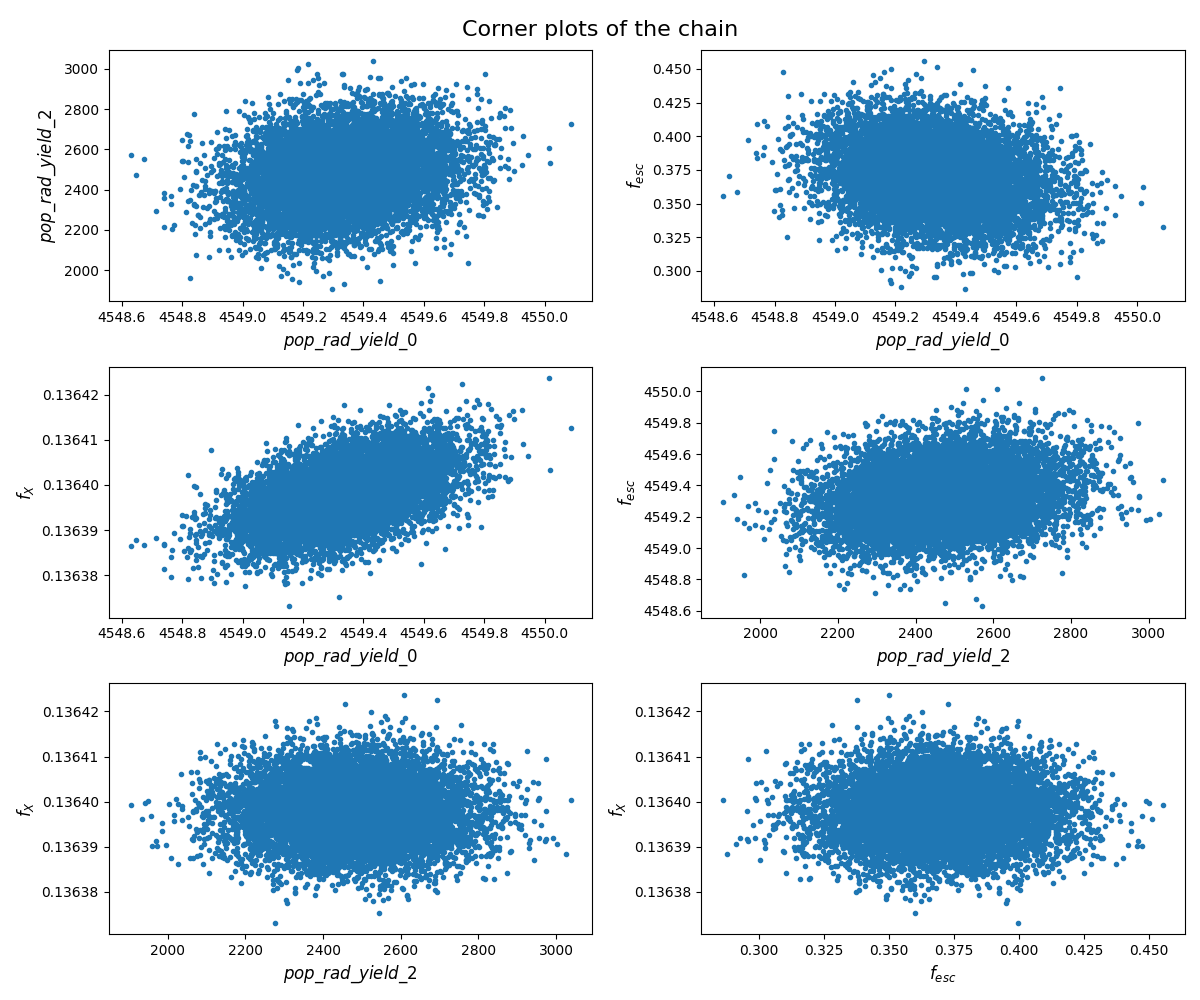 Corner plots of the chain
3000
2800
2600
2400
2200
2000
pop_rad_yield_2
4548.6 4548.8 4549.0 4549.2 4549.4 4549.6 4549.8 4550.0
pop_rad_yield_0
0.450
0.425
0.400
0.375
0.350
0.325
0.300
f_esc
4548.6 4548.8 4549.0 4549.2 4549.4 4549.6 4549.8 4550.0
pop_rad_yield_0
0.13642
0.13641
0.13640
0.13639
0.13638
f_X
4548.6 4548.8 4549.0 4549.2 4549.4 4549.6 4549.8 4550.0
pop_rad_yield_0
4550.0
4549.8
4549.6
4549.4
4549.2
4549.0
4548.8
4548.6
f_esc
2000 2200 2400 2600 2800 3000
pop_rad_yield_2
0.13642
0.13641
0.13640
0.13639
0.13638
f_X
2000 2200 2400 2600 2800 3000
pop_rad_yield_2
0.13642
0.13641
0.13640
0.13639
0.13638
f_X
0.300 0.325 0.350 0.375 0.400 0.425 0.450
f_esc